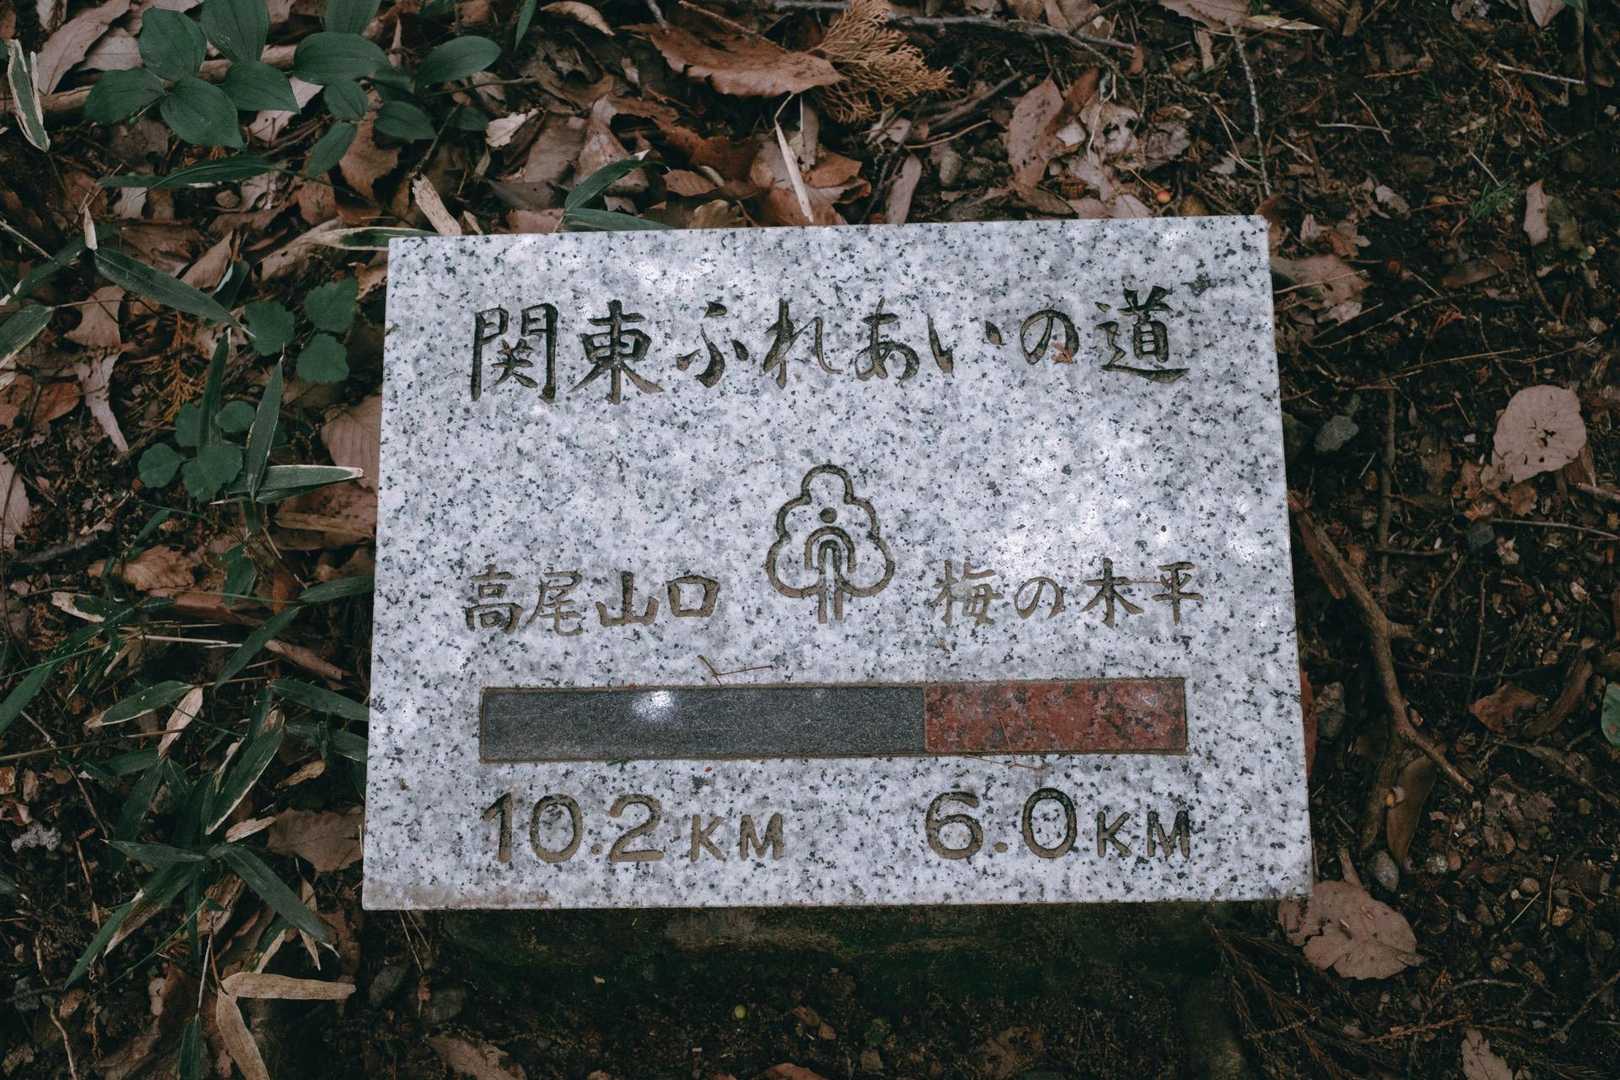 関東ふれあいの道
高尾山口 梅の木平
10.2KM 6.0KM